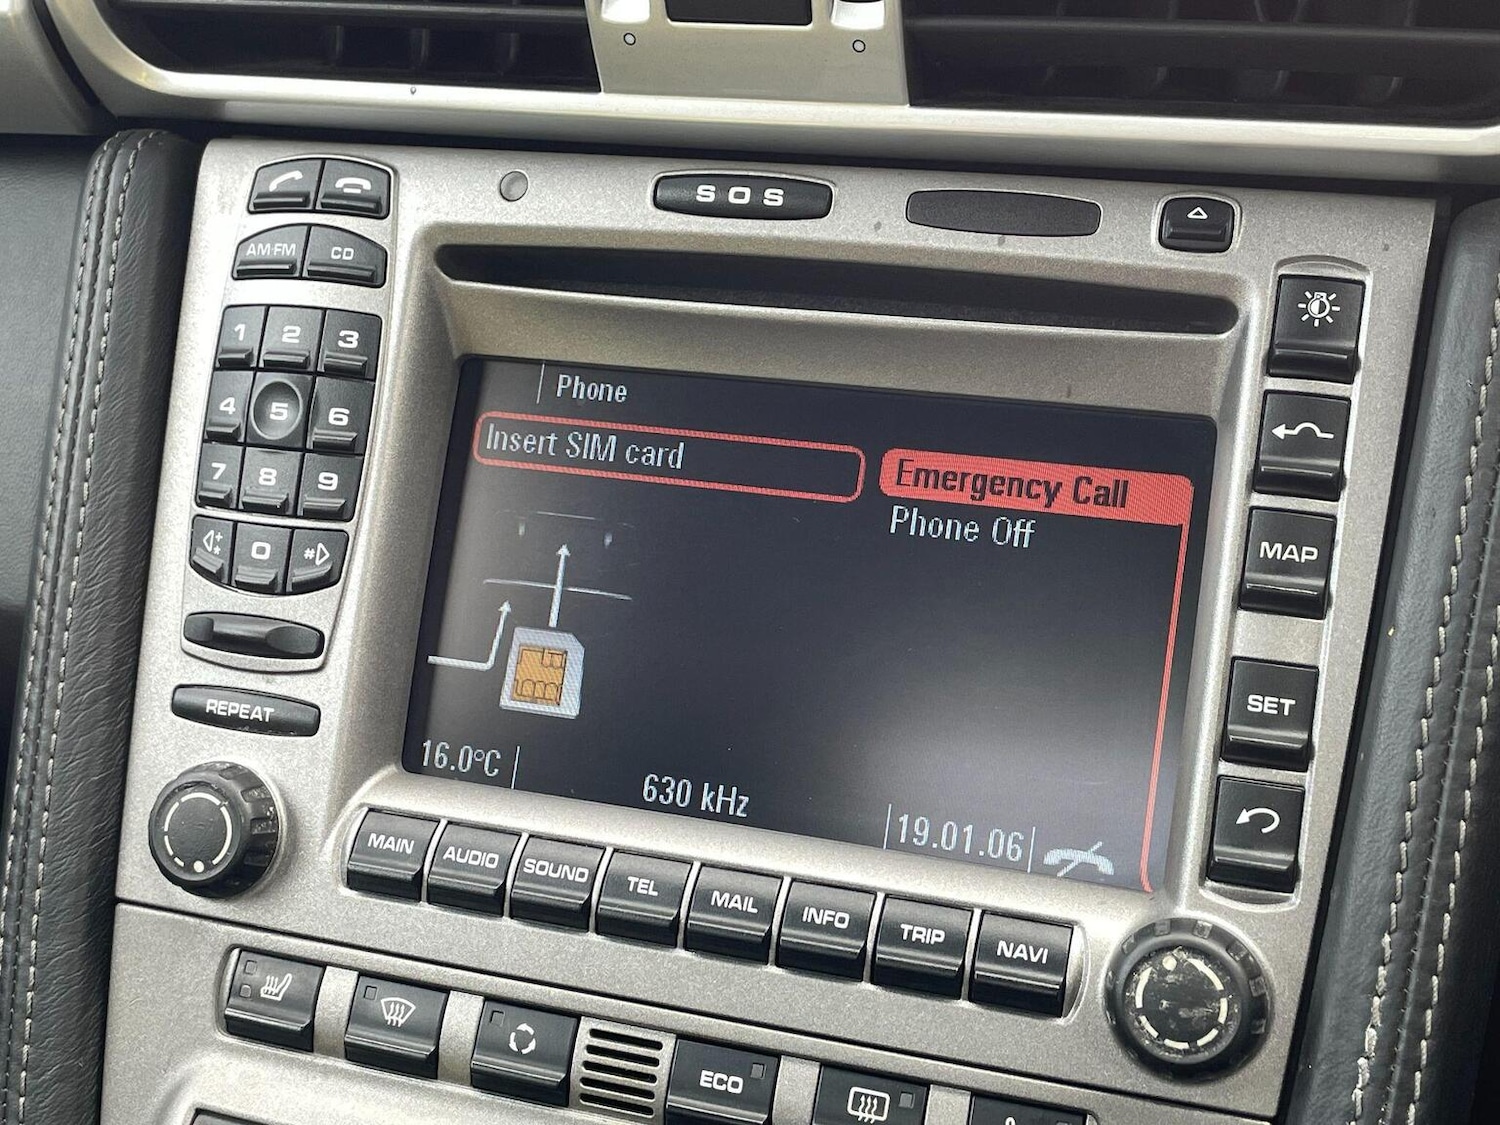 SOS
AM·FM CD
1 2 3
4 5 6
7 8 9
* 0 #
REPEAT
Phone
Insert SIM card
Emergency Call
Phone Off
16.0°C
630 kHz
19.01.06
MAP
SET
MAIN AUDIO SOUND TEL MAIL INFO TRIP NAVI
ECO